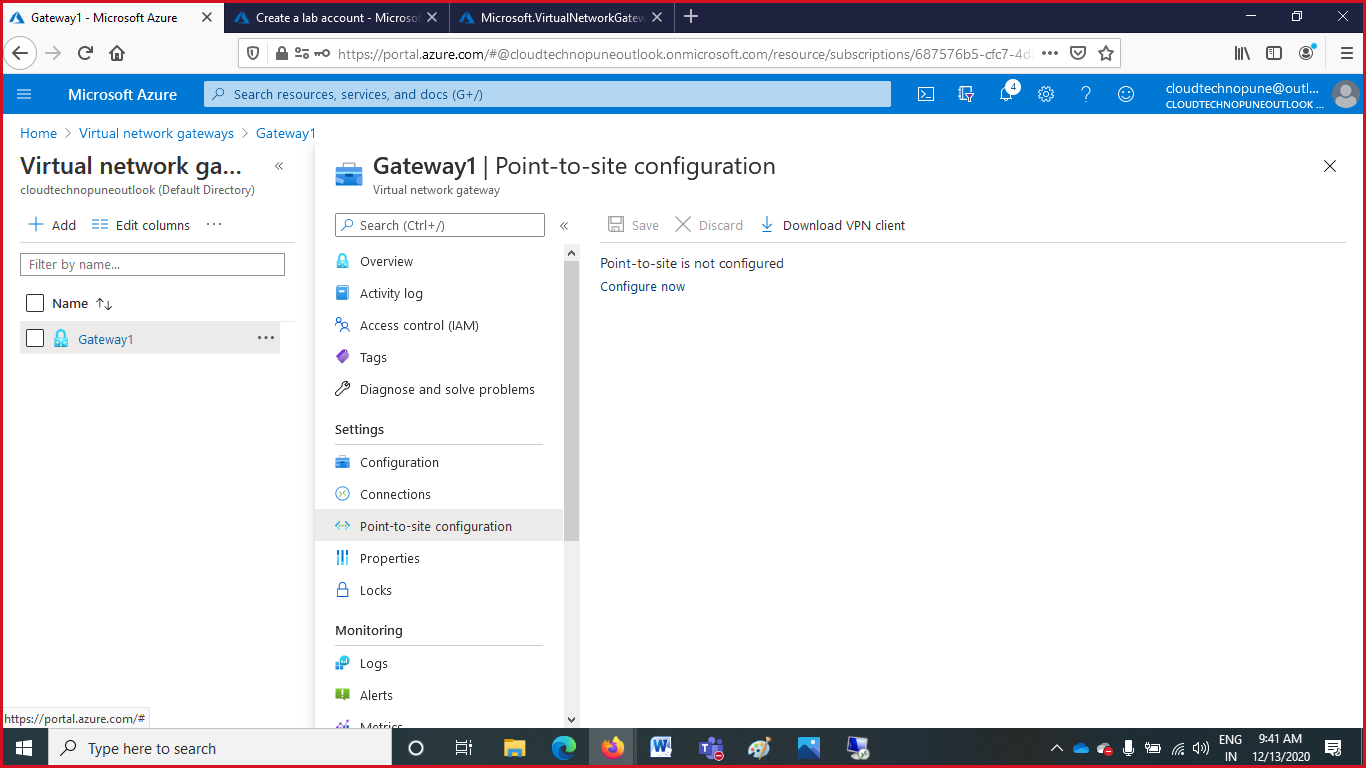 Gateway1 - Microsoft Azure
Create a lab account - Microsof
Microsoft.VirtualNetworkGatew
https://portal.azure.com/#@cloudtechnopuneoutlook.onmicrosoft.com/resource/subscriptions/687576b5-cfc7-4d
Microsoft Azure
Search resources, services, and docs (G+/)
4
cloudtechnopune@outl...
CLOUDTECHNOPUNEOUTLOOK ...
Home > Virtual network gateways > Gateway1
Virtual network ga...
cloudtechnopuneoutlook (Default Directory)
Add
Edit columns
...
Filter by name...
Name
Gateway1
...
Gateway1 | Point-to-site configuration
Virtual network gateway
Search (Ctrl+/)
Overview
Activity log
Access control (IAM)
Tags
Diagnose and solve problems
Settings
Configuration
Connections
Point-to-site configuration
Properties
Locks
Monitoring
Logs
Alerts
Metrics
Save
Discard
Download VPN client
Point-to-site is not configured
Configure now
https://portal.azure.com/#
Type here to search
ENG
IN
9:41 AM
12/13/2020